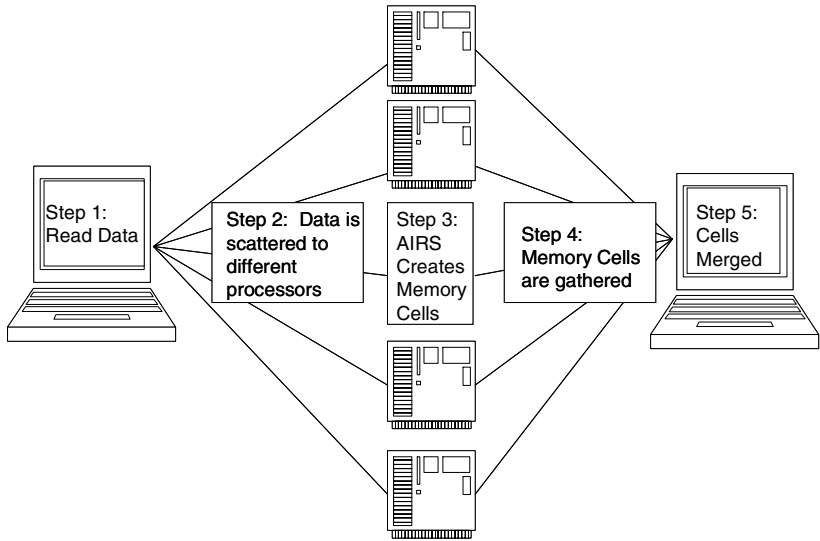 Step 1:
Read Data
Step 2:  Data is
scattered to
different
processors
Step 3:
AIRS
Creates
Memory
Cells
Step 4:
Memory Cells
are gathered
Step 5:
Cells
Merged